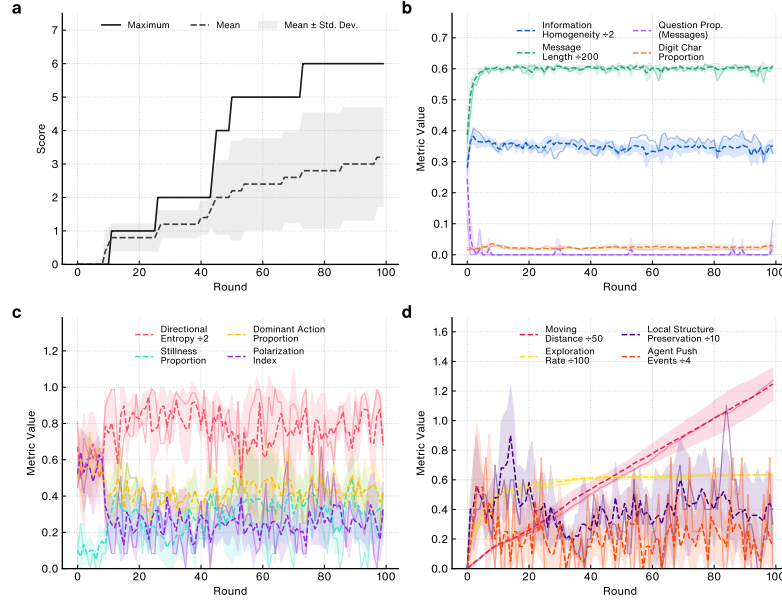 a
Maximum
Mean
Mean ± Std. Dev.
7
6
5
4
3
2
1
0
Score
0
20
40
60
80
100
Round
b
Information
Homogeneity ÷2
Message
Length ÷200
Question Prop.
(Messages)
Digit Char
Proportion
0.7
0.6
0.5
0.4
0.3
0.2
0.1
0.0
Metric Value
0
20
40
60
80
100
Round
c
Directional
Entropy ÷2
Stillness
Proportion
Dominant Action
Proportion
Polarization
Index
1.2
1.0
0.8
0.6
0.4
0.2
0.0
Metric Value
0
20
40
60
80
100
Round
d
Moving
Distance ÷50
Exploration
Rate ÷100
Local Structure
Preservation ÷10
Agent Push
Events ÷4
1.6
1.4
1.2
1.0
0.8
0.6
0.4
0.2
0.0
Metric Value
0
20
40
60
80
100
Round